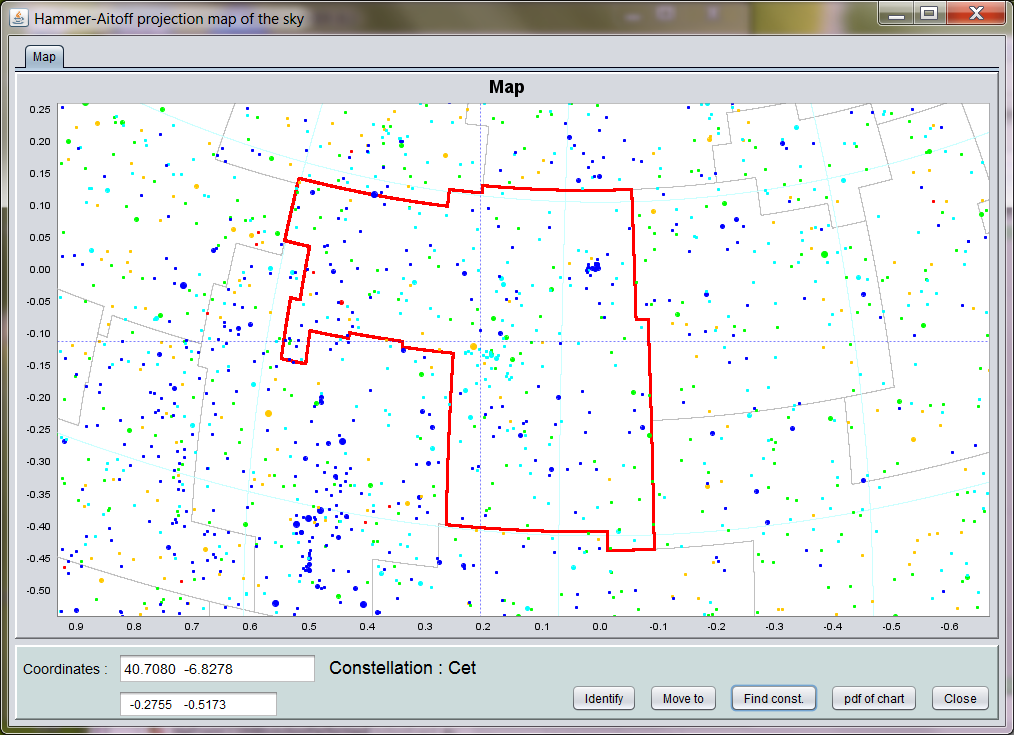 Hammer-Aitoff projection map of the sky
Map
Map
0.25
0.20
0.15
0.10
0.05
0.00
-0.05
-0.10
-0.15
-0.20
-0.25
-0.30
-0.35
-0.40
-0.45
-0.50
0.9 0.8 0.7 0.6 0.5 0.4 0.3 0.2 0.1 0.0 -0.1 -0.2 -0.3 -0.4 -0.5 -0.6
Coordinates : 40.7080 -6.8278 Constellation : Cet
-0.2755 -0.5173
Identify Move to Find const. pdf of chart Close